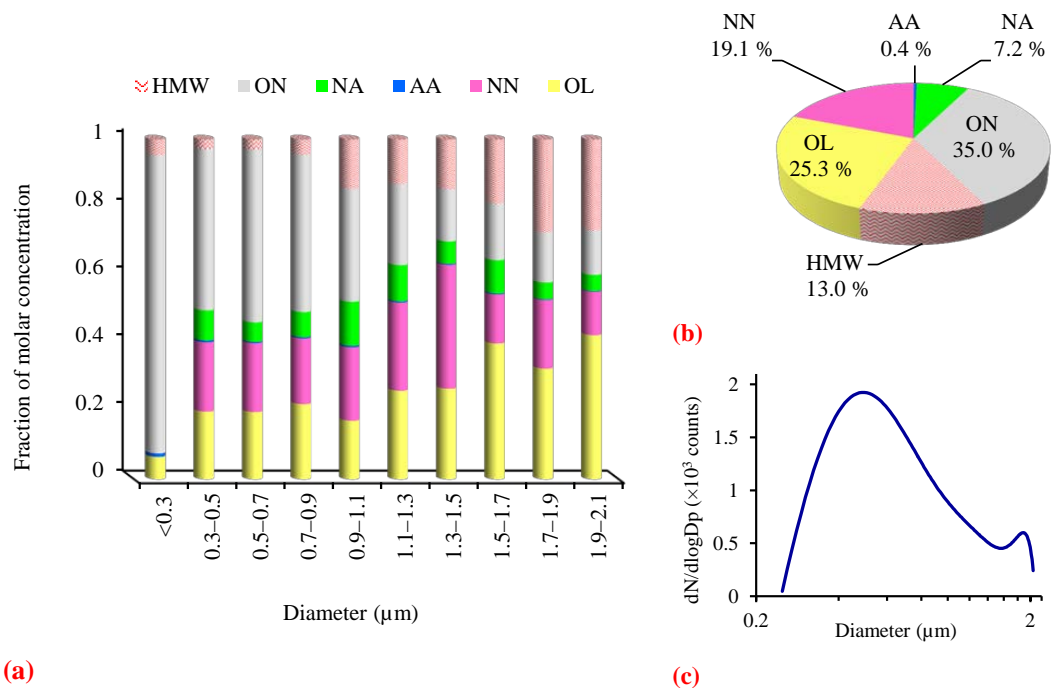 HMW ON NA AA NN OL
Fraction of molar concentration
1
0.8
0.6
0.4
0.2
0
<0.3
0.3–0.5
0.5–0.7
0.7–0.9
0.9–1.1
1.1–1.3
1.3–1.5
1.5–1.7
1.7–1.9
1.9–2.1
Diameter (µm)
(a)
NN
19.1 %
AA
0.4 %
NA
7.2 %
ON
35.0 %
OL
25.3 %
HMW
13.0 %
(b)
dN/dlogDp (×10³ counts)
2
1.5
1
0.5
0
0.2
2
Diameter (µm)
(c)